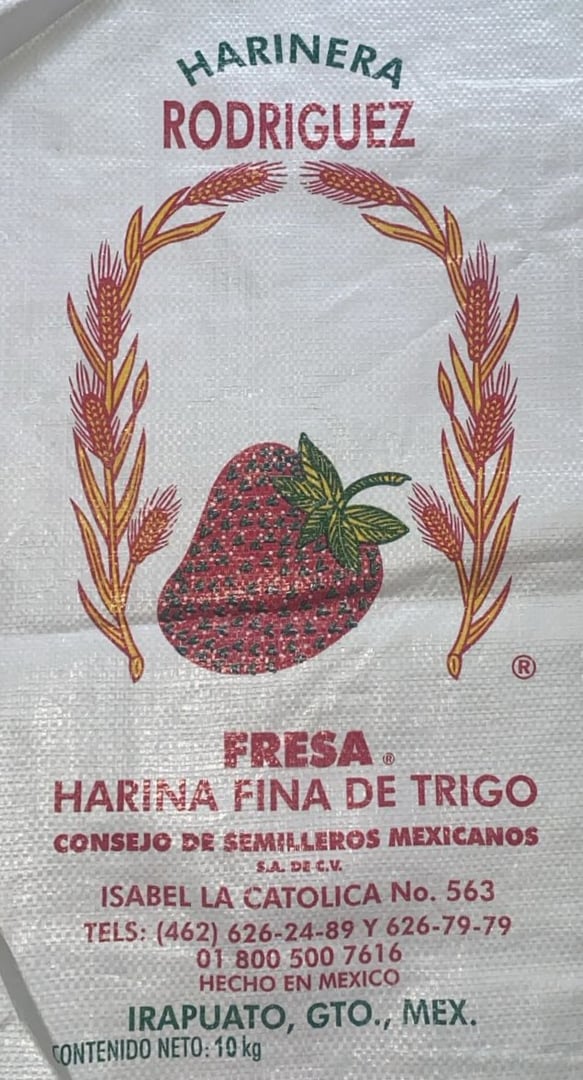 HARINERA
RODRIGUEZ
®
FRESA ®
HARINA FINA DE TRIGO
CONSEJO DE SEMILLEROS MEXICANOS
S.A. DE C.V.
ISABEL LA CATOLICA No. 563
TELS: (462) 626-24-89 Y 626-79-79
01 800 500 7616
HECHO EN MEXICO
IRAPUATO, GTO., MEX.
CONTENIDO NETO: 10 kg